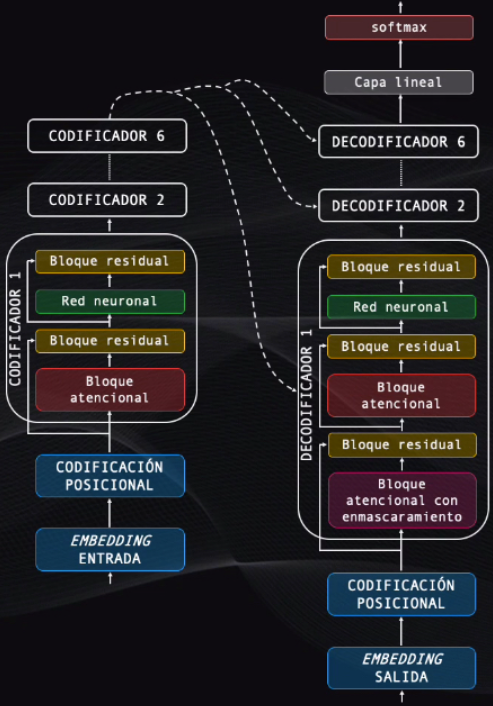 softmax
Capa lineal
CODIFICADOR 6
DECODIFICADOR 6
CODIFICADOR 2
DECODIFICADOR 2
CODIFICADOR 1
Bloque residual
Red neuronal
Bloque residual
Bloque
atencional
CODIFICACIÓN
POSICIONAL
EMBEDDING
ENTRADA
DECODIFICADOR 1
Bloque residual
Red neuronal
Bloque residual
Bloque
atencional
Bloque residual
Bloque
atencional con
enmascaramiento
CODIFICACIÓN
POSICIONAL
EMBEDDING
SALIDA